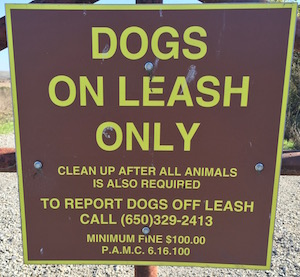 DOGS
ON LEASH
ONLY
CLEAN UP AFTER ALL ANIMALS
IS ALSO REQUIRED
TO REPORT DOGS OFF LEASH
CALL (650)329-2413
MINIMUM FINE $100.00
P.A.M.C. 6.16.100